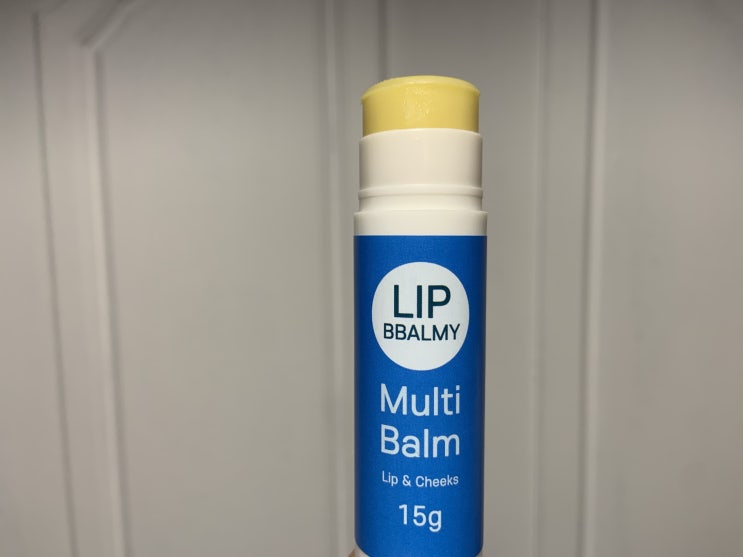 LIP
BBALMY
Multi
Balm
Lip & Cheeks
15g